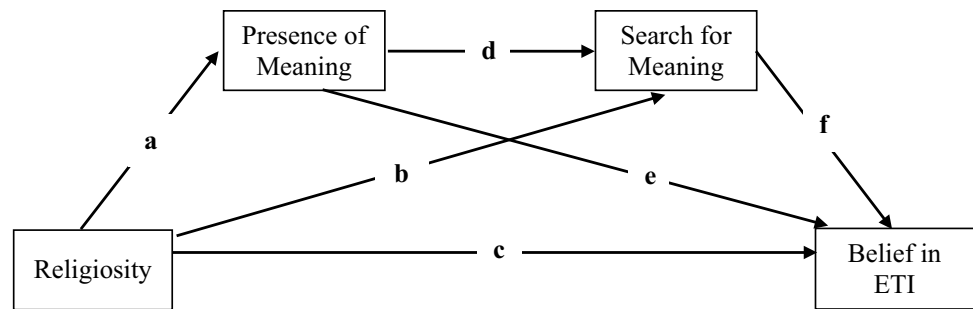 Presence of
Meaning
d
Search for
Meaning
a
f
b
e
Religiosity
c
Belief in
ETI